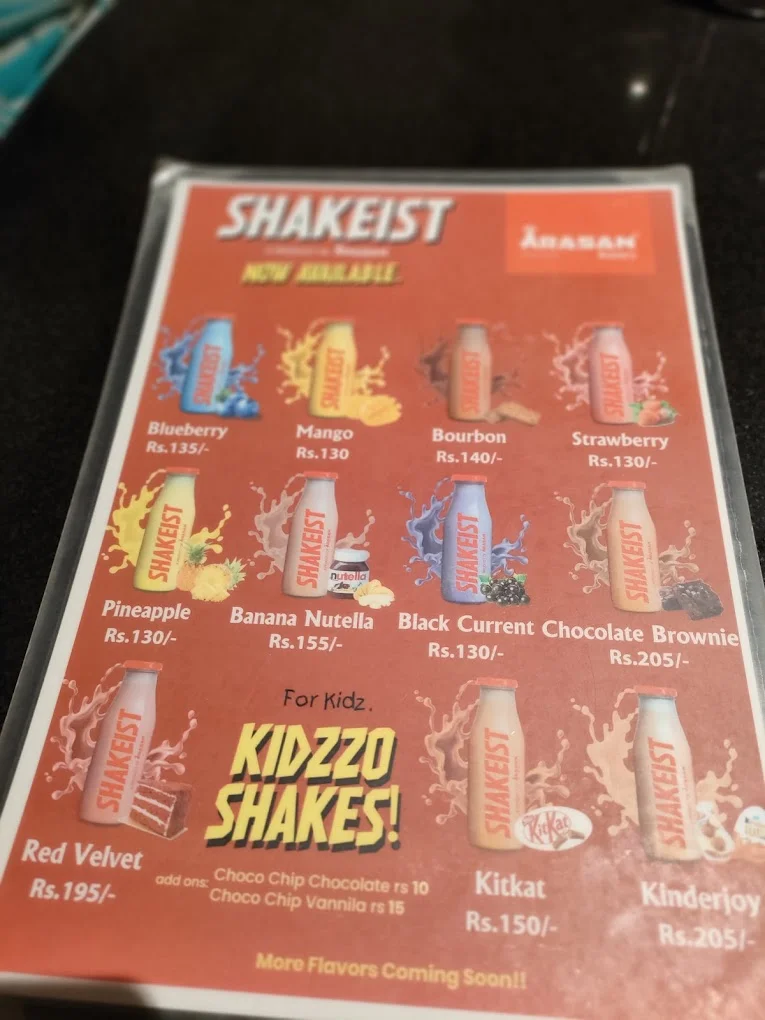 SHAKEIST
ARASAN
NOW AVAILABLE.
SHAKEIST SHAKEIST SHAKEIST SHAKEIST
Blueberry Mango Bourbon Strawberry
Rs.135/- Rs.130 Rs.140/- Rs.130/-
SHAKEIST SHAKEIST SHAKEIST SHAKEIST
nutella
Pineapple Banana Nutella Black Current Chocolate Brownie
Rs.130/- Rs.155/- Rs.130/- Rs.205/-
For Kidz.
KIDZZO
SHAKES!
SHAKEIST SHAKEIST SHAKEIST
KitKat
Red Velvet Kitkat Kinderjoy
Rs.195/- Rs.150/- Rs.205/-
add ons: Choco Chip Chocolate rs 10
Choco Chip Vannila rs 15
More Flavors Coming Soon!!